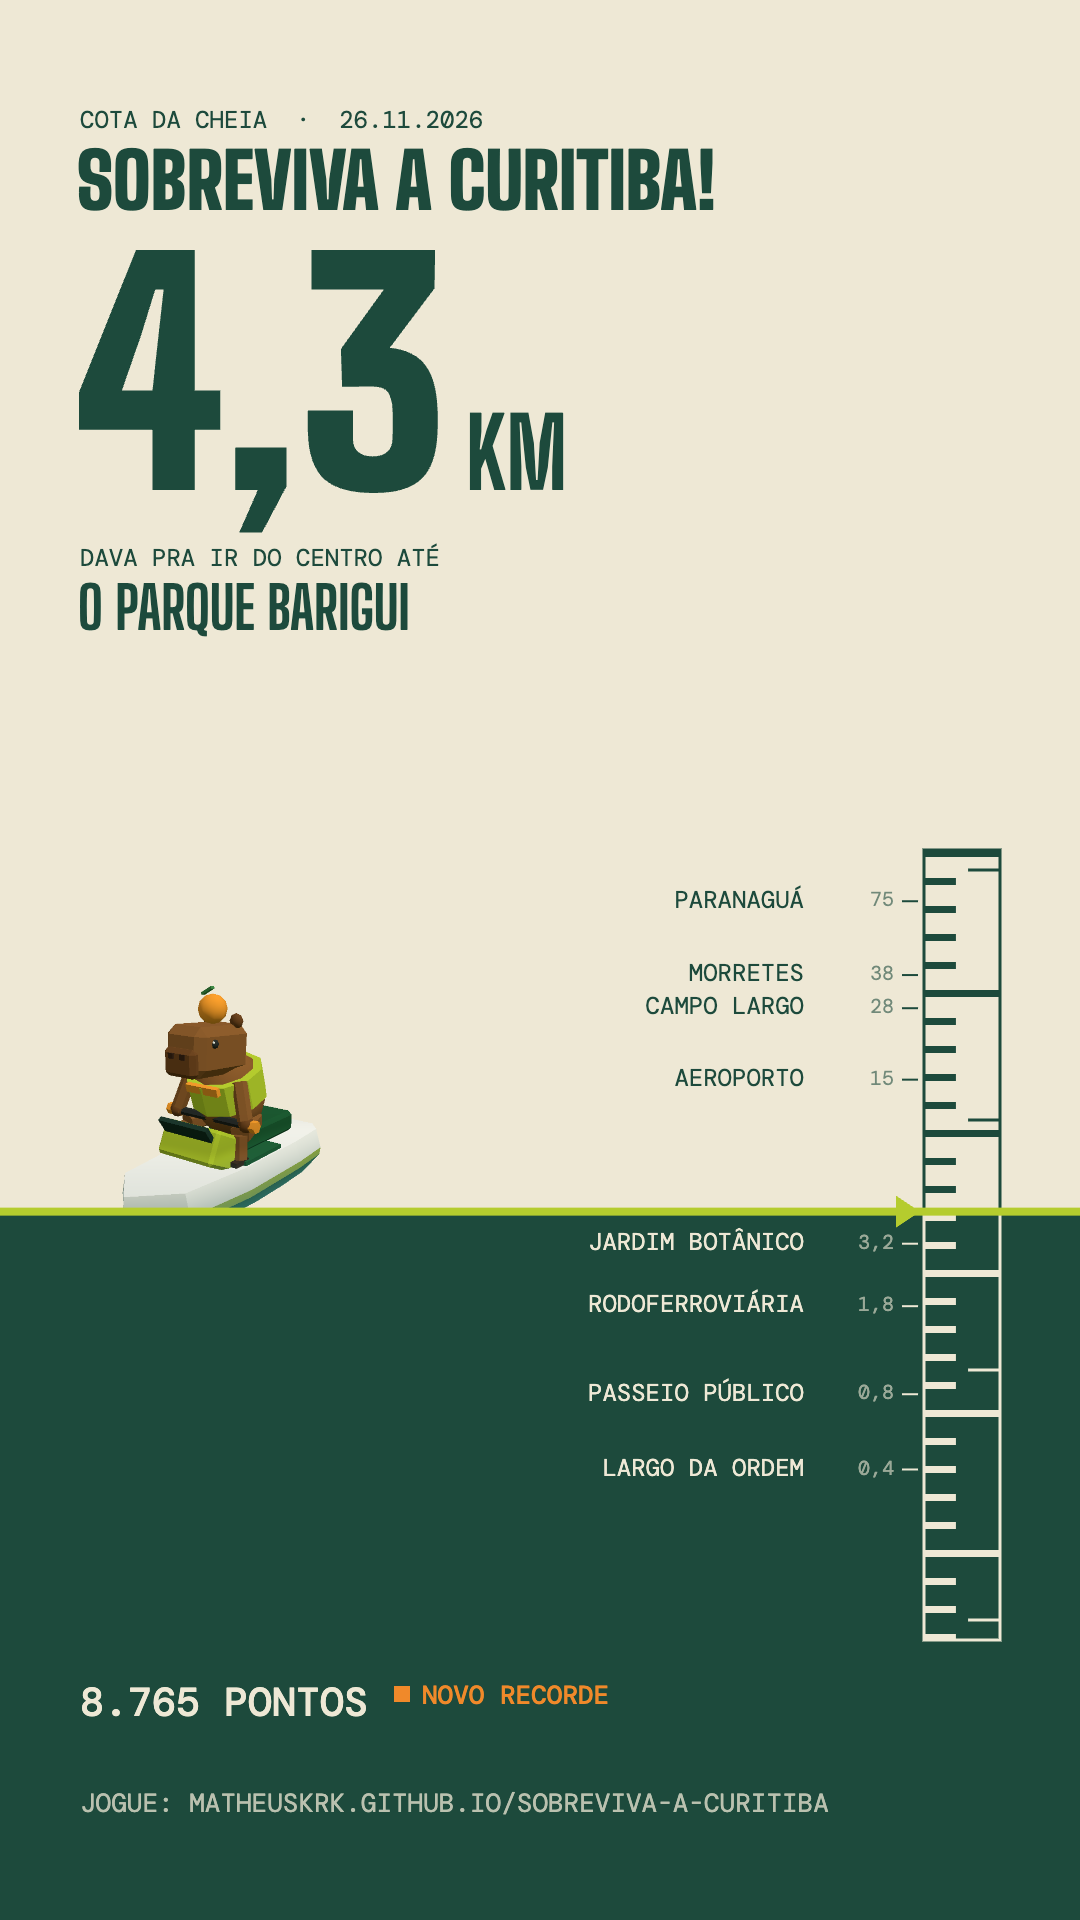 COTA DA CHEIA · 26.11.2026
SOBREVIVA A CURITIBA!
4,3 KM
DAVA PRA IR DO CENTRO ATÉ
O PARQUE BARIGUI
PARANAGUÁ 75
MORRETES 38
CAMPO LARGO 28
AEROPORTO 15
JARDIM BOTÂNICO 3,2
RODOFERROVIÁRIA 1,8
PASSEIO PÚBLICO 0,8
LARGO DA ORDEM 0,4
8.765 PONTOS NOVO RECORDE
JOGUE: MATHEUSKRK.GITHUB.IO/SOBREVIVA-A-CURITIBA